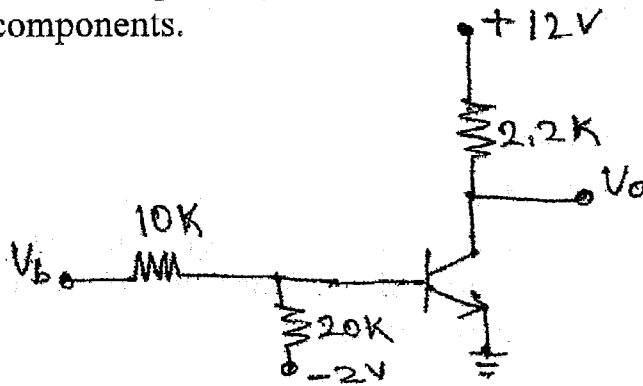 components.
+12V
2.2K
Vo
10K
Vb
20K
-2V